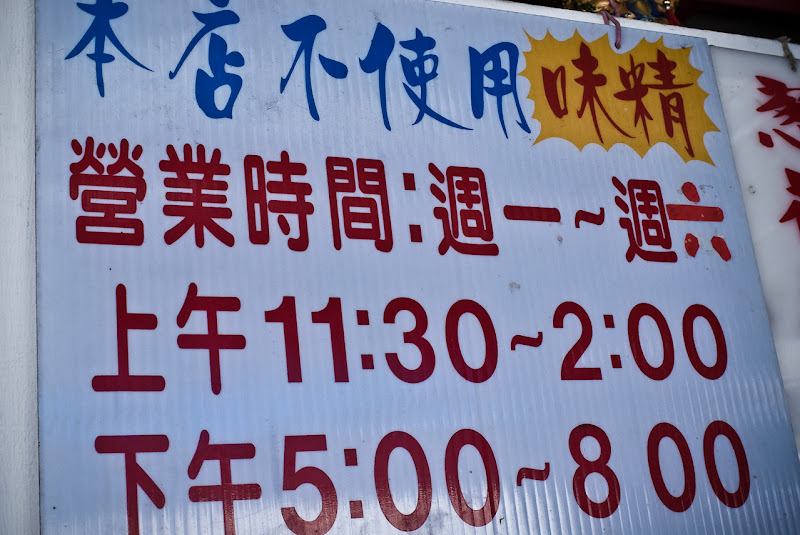 本店不使用味精
營業時間:週一~週六
上午11:30~2:00
下午5:00~8 00